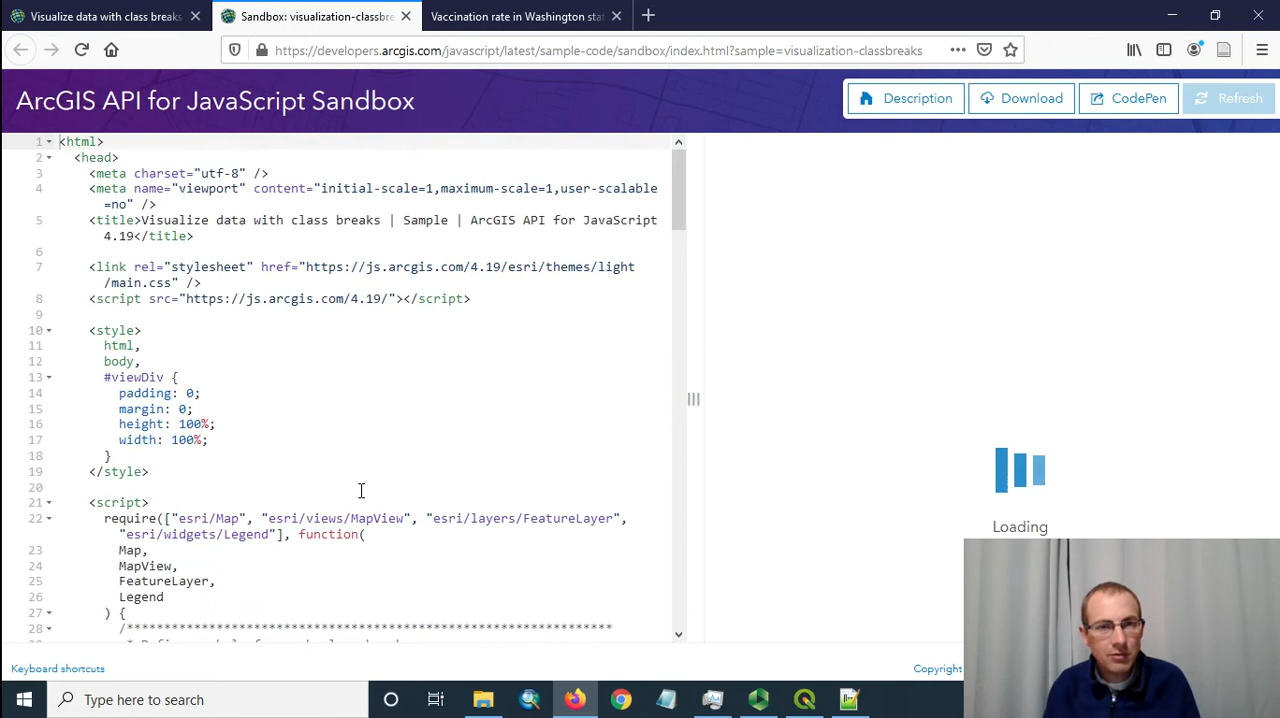 Visualize data with class breaks
Sandbox: visualization-classbre
Vaccination rate in Washington sta
https://developers.arcgis.com/javascript/latest/sample-code/sandbox/index.html?sample=visualization-classbreaks
ArcGIS API for JavaScript Sandbox
Description
Download
CodePen
Refresh
1 <html>
2 <head>
3 <meta charset="utf-8" />
4 <meta name="viewport" content="initial-scale=1,maximum-scale=1,user-scalable
=no" />
5 <title>Visualize data with class breaks | Sample | ArcGIS API for JavaScript
4.19</title>
6
7 <link rel="stylesheet" href="https://js.arcgis.com/4.19/esri/themes/light
/main.css" />
8 <script src="https://js.arcgis.com/4.19/"></script>
9
10 <style>
11 html,
12 body,
13 #viewDiv {
14 padding: 0;
15 margin: 0;
16 height: 100%;
17 width: 100%;
18 }
19 </style>
20
21 <script>
22 require(["esri/Map", "esri/views/MapView", "esri/layers/FeatureLayer",
"esri/widgets/Legend"], function(
23 Map,
24 MapView,
25 FeatureLayer,
26 Legend
27 ) {
28 /*****************************************************************
Loading
Keyboard shortcuts
Copyright
Type here to search